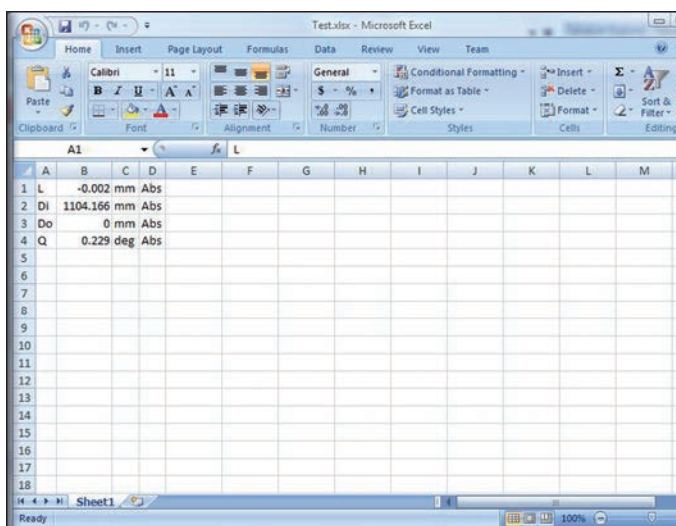 Test.xlsx - Microsoft Excel
Home Insert Page Layout Formulas Data Review View Team
Calibri 11 General Conditional Formatting Insert Σ
Paste B I U A A $ % , Format as Table Delete Sort &
A Cell Styles Format Filter
Clipboard Font Alignment Number Styles Cells Editing
A1 fx L
A B C D E F G H I J K L M
1 L -0.002 mm Abs
2 Di 1104.166 mm Abs
3 Do 0 mm Abs
4 Q 0.229 deg Abs
5
6
7
8
9
10
11
12
13
14
15
16
17
18
Sheet1
Ready 100%